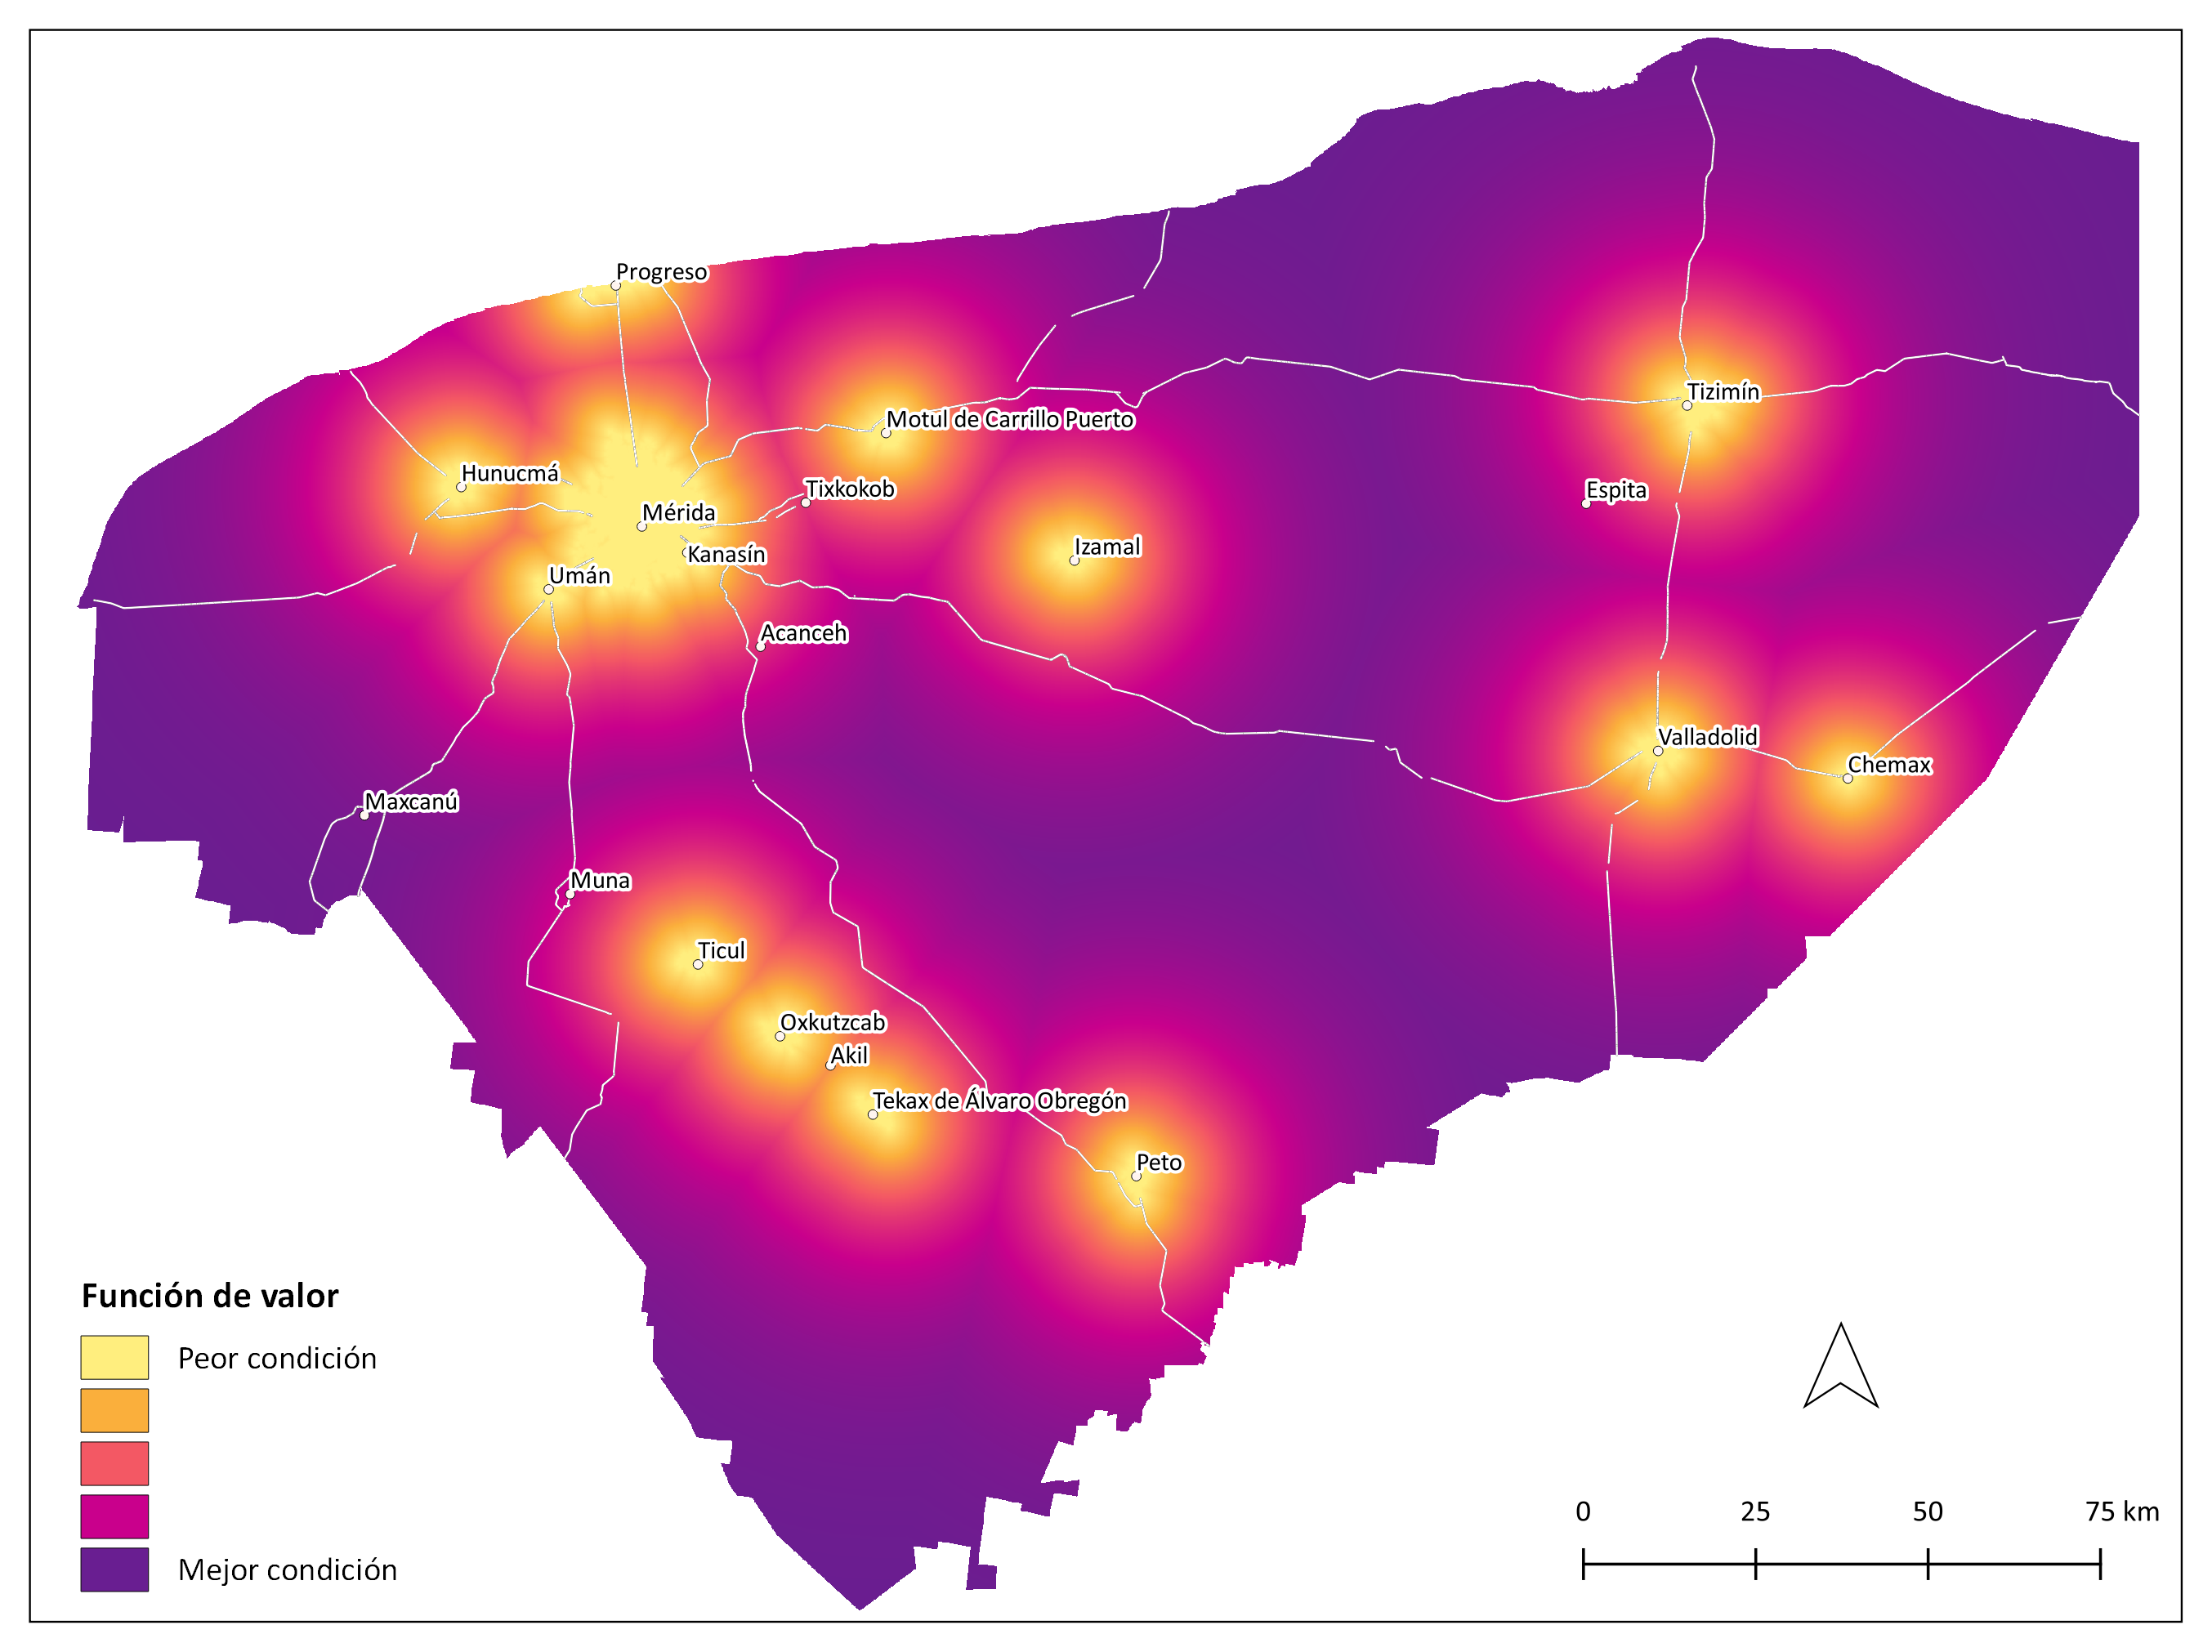 Progreso
Tizimín
Motul de Carrillo Puerto
Hunucmá
Tixkokob
Espita
Mérida
Kanasín
Izamal
Umán
Acanceh
Valladolid
Chemax
Maxcanú
Muna
Ticul
Oxkutzcab
Akil
Tekax de Álvaro Obregón
Peto
Función de valor
Peor condición
Mejor condición
0 25 50 75 km